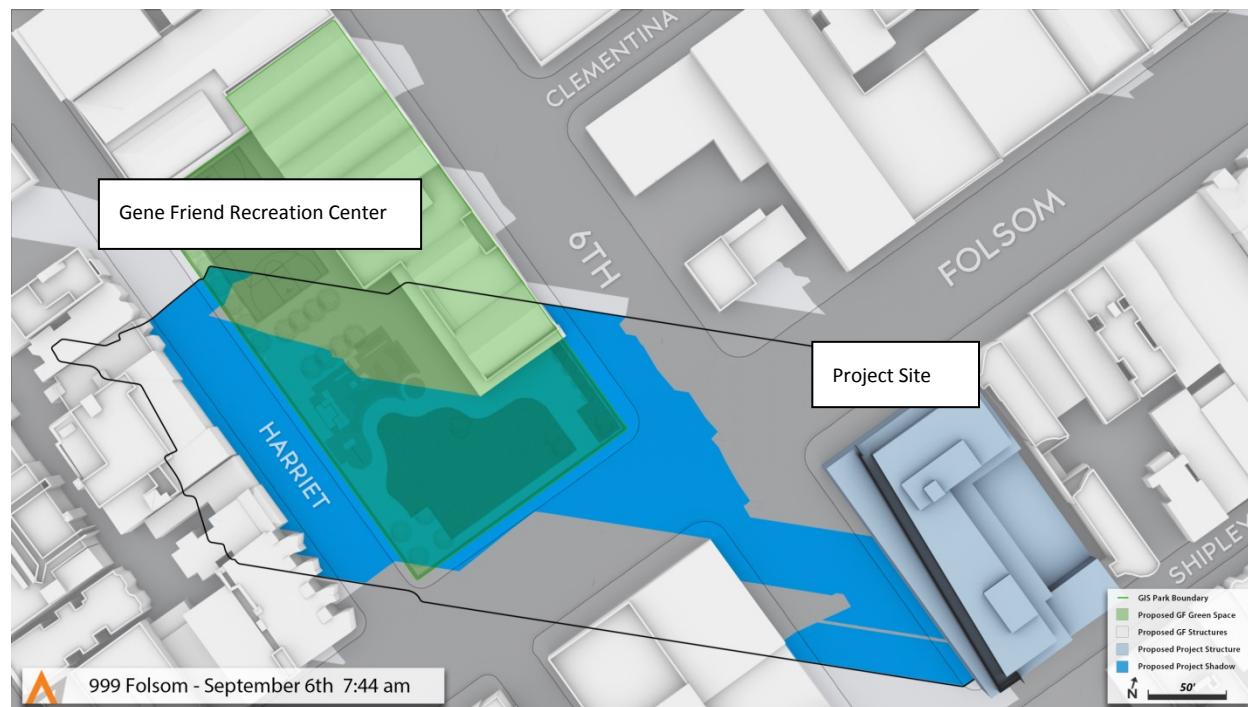 CLEMENTINA
Gene Friend Recreation Center
6TH
FOLSOM
Project Site
HARRIET
SHIPLEY
GIS Park Boundary
Proposed GF Green Space
Proposed GF Structures
Proposed Project Structure
Proposed Project Shadow
N 50'
999 Folsom - September 6th 7:44 am